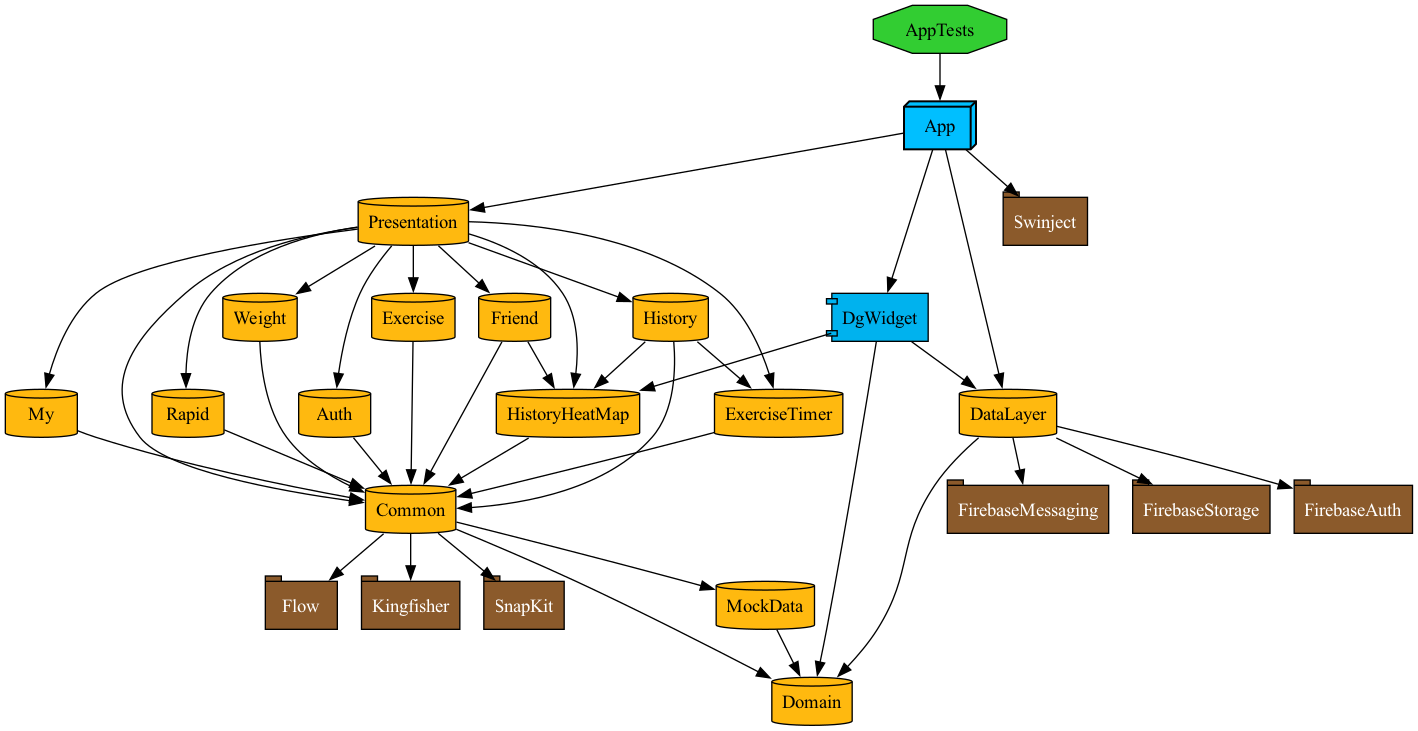 AppTests
App
Presentation
Swinject
Weight
Exercise
Friend
History
DgWidget
My
Rapid
Auth
HistoryHeatMap
ExerciseTimer
DataLayer
Common
FirebaseMessaging
FirebaseStorage
FirebaseAuth
Flow
Kingfisher
SnapKit
MockData
Domain